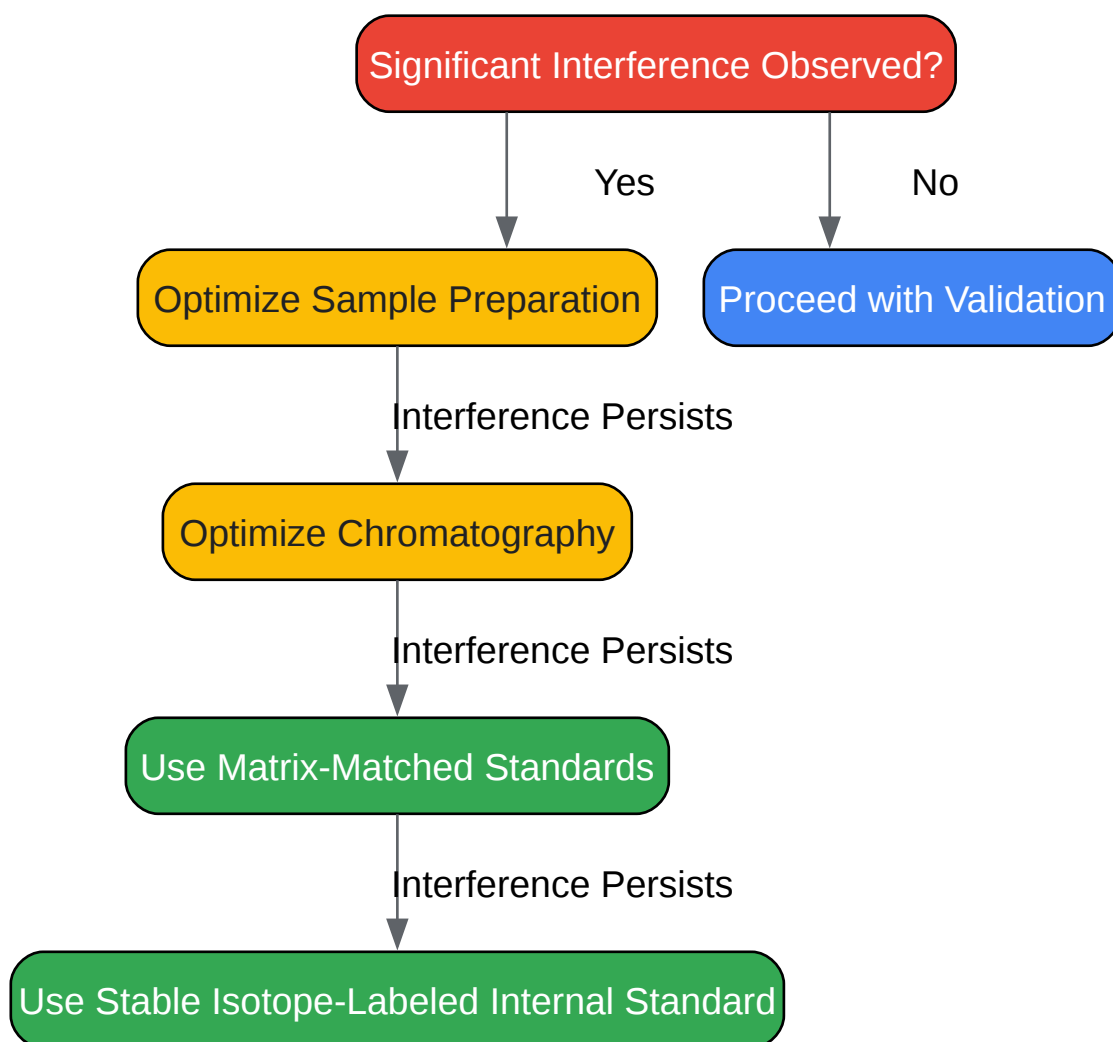 Significant Interference Observed?
Yes
No
Optimize Sample Preparation
Proceed with Validation
Interference Persists
Optimize Chromatography
Interference Persists
Use Matrix-Matched Standards
Interference Persists
Use Stable Isotope-Labeled Internal Standard